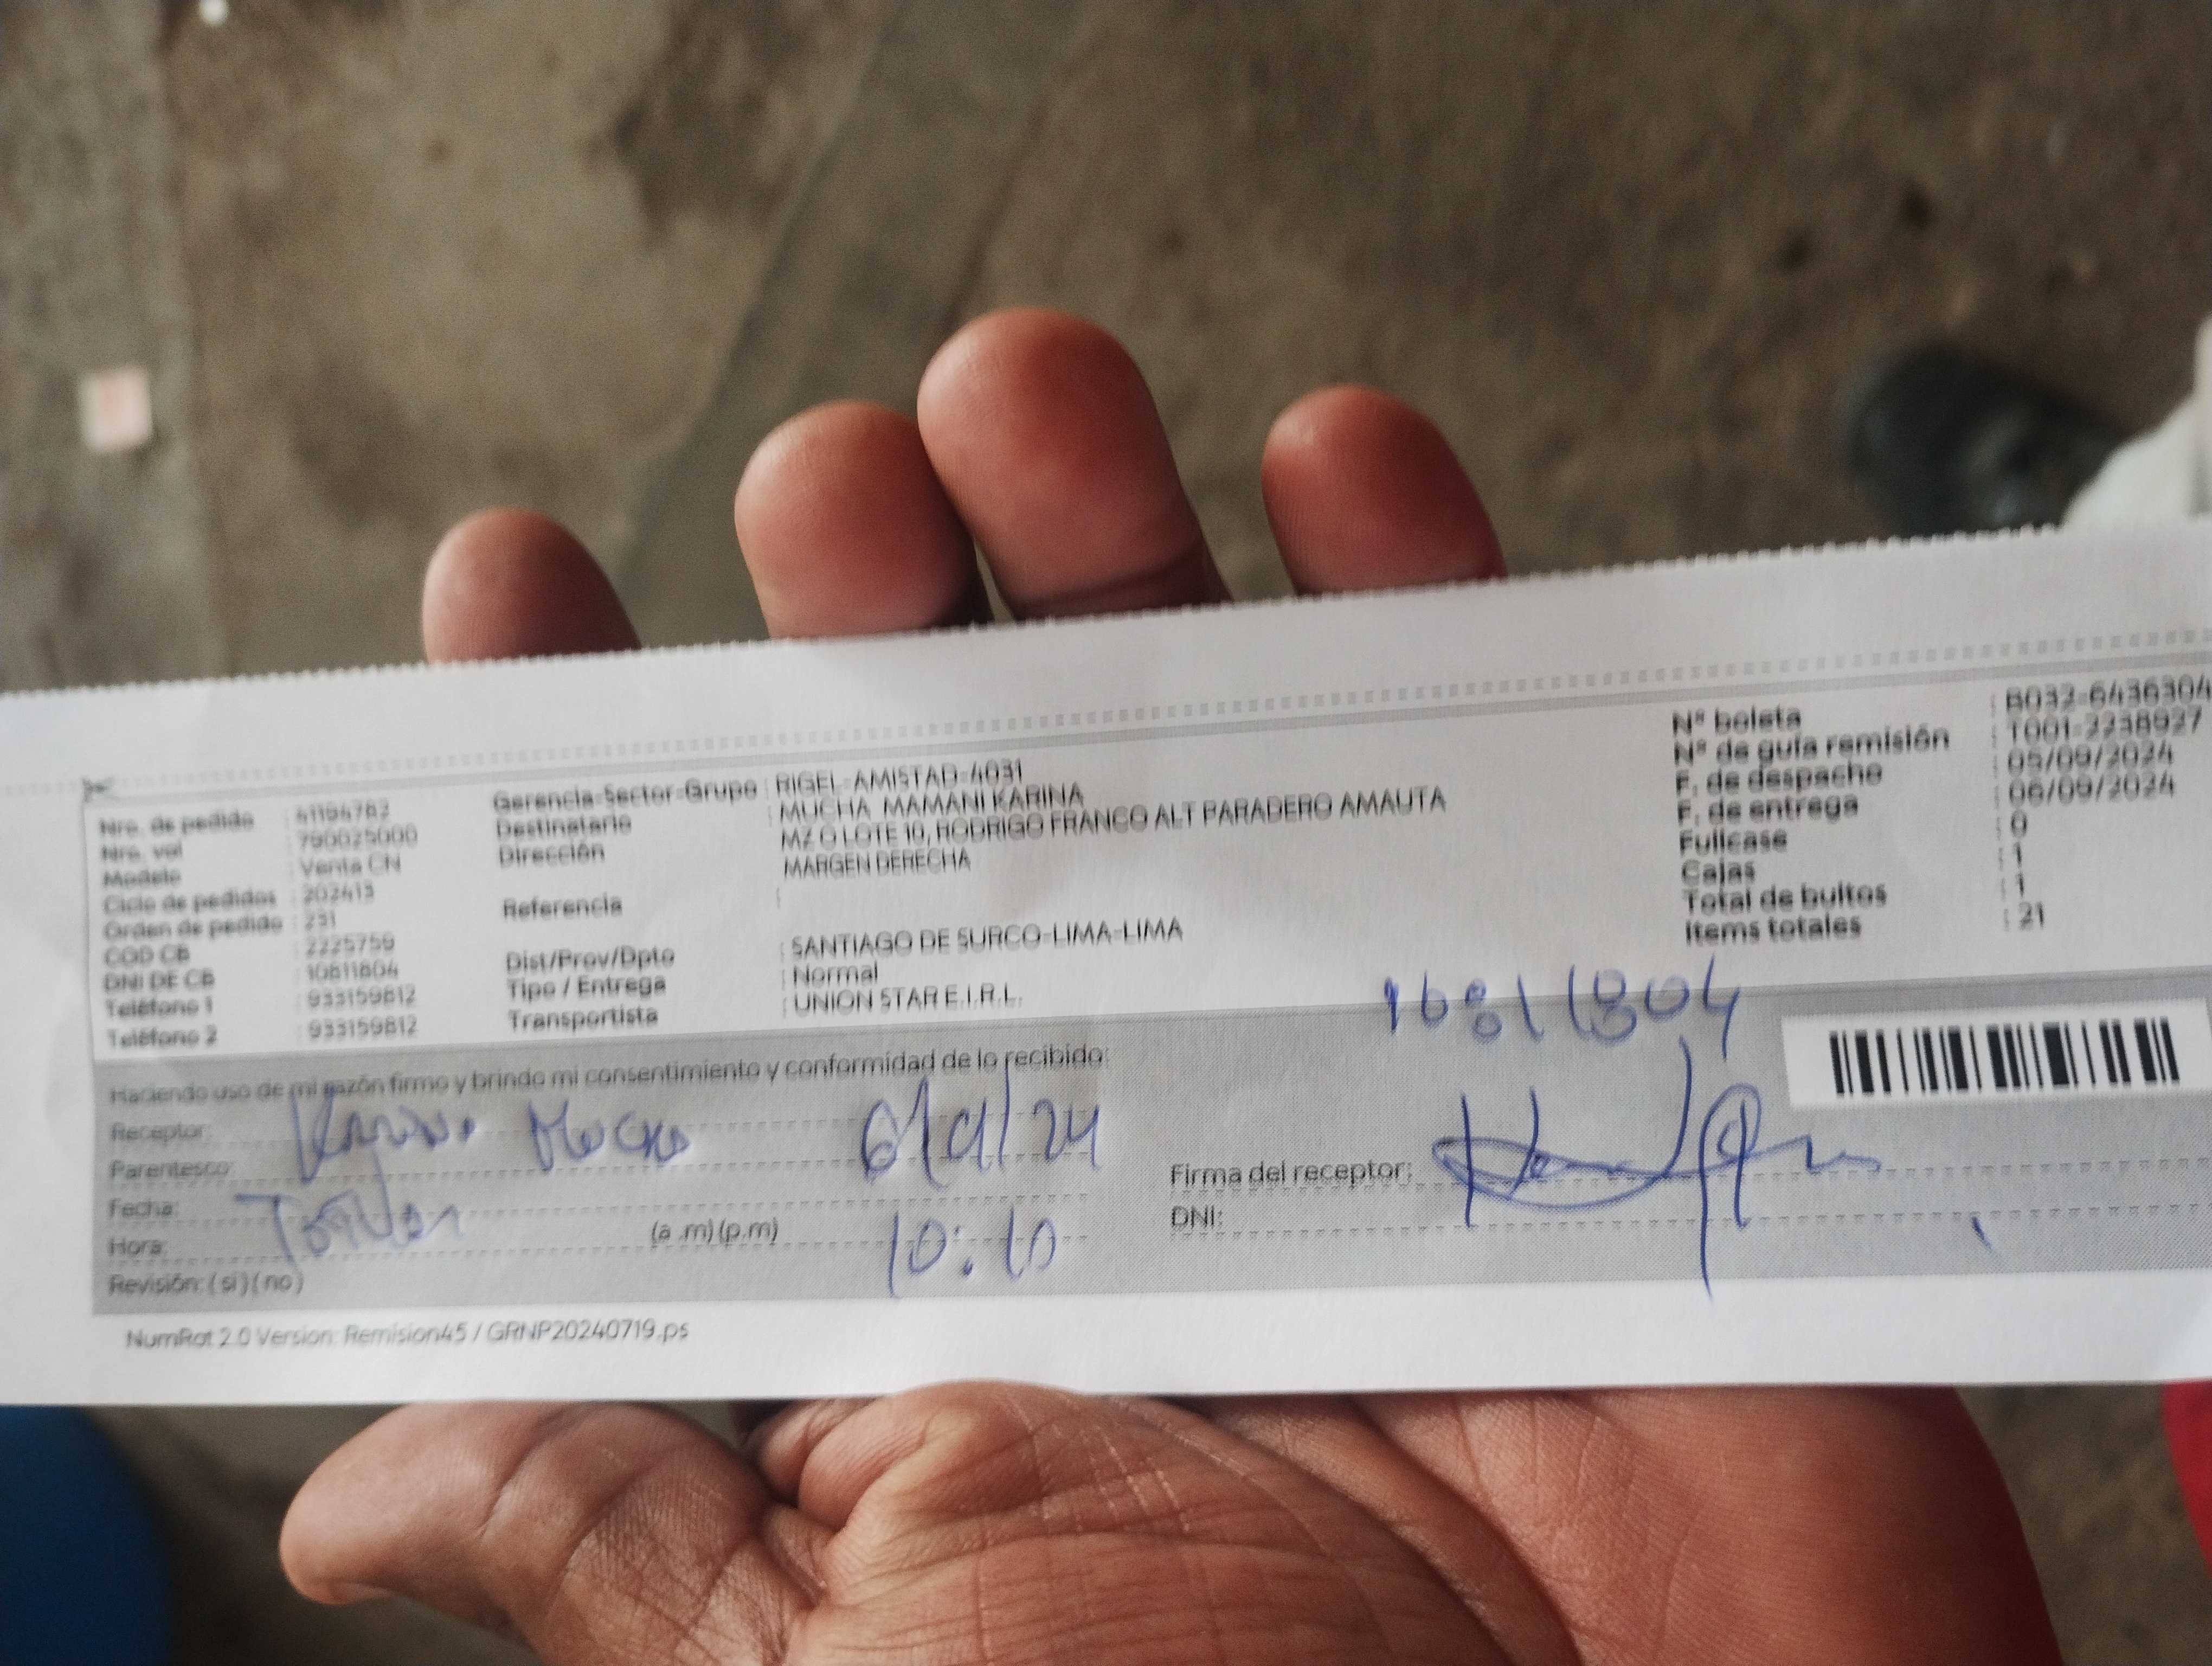 Nro. de pedido : 41194782
Nro. vol : 790025000
Modelo : Venta CN
Ciclo de pedidos : 202413
Orden de pedido : 231
COD CB : 2225759
DNI DE CB : 10811804
Teléfono 1 : 933159812
Teléfono 2 : 933159812
Gerencia-Sector-Grupo : RIGEL-AMISTAD-4031
Destinatario : MUCHA MAMANI KARINA
Dirección : MZ O LOTE 10, RODRIGO FRANCO ALT PARADERO AMAUTA
MARGEN DERECHA
Referencia :
Dist/Prov/Dpto : SANTIAGO DE SURCO-LIMA-LIMA
Tipo / Entrega : Normal
Transportista : UNION STAR E.I.R.L.
N° boleta : B032-6436304
N° de guía remisión : T001-2238927
F. de despacho : 05/09/2024
F. de entrega : 06/09/2024
Fullcase : 0
Cajas : 1
Total de bultos : 1
Items totales : 21
10811804
Haciendo uso de mi razón firmo y brindo mi consentimiento y conformidad de lo recibido:
Receptor: Karina Mucha 6/9/24
Parentesco:
Fecha:
Hora: (a .m) (p.m) 10:10
Revisión: ( si ) ( no )
Firma del receptor:
DNI:
NumRot 2.0 Version: Remision45 / GRNP20240719.ps